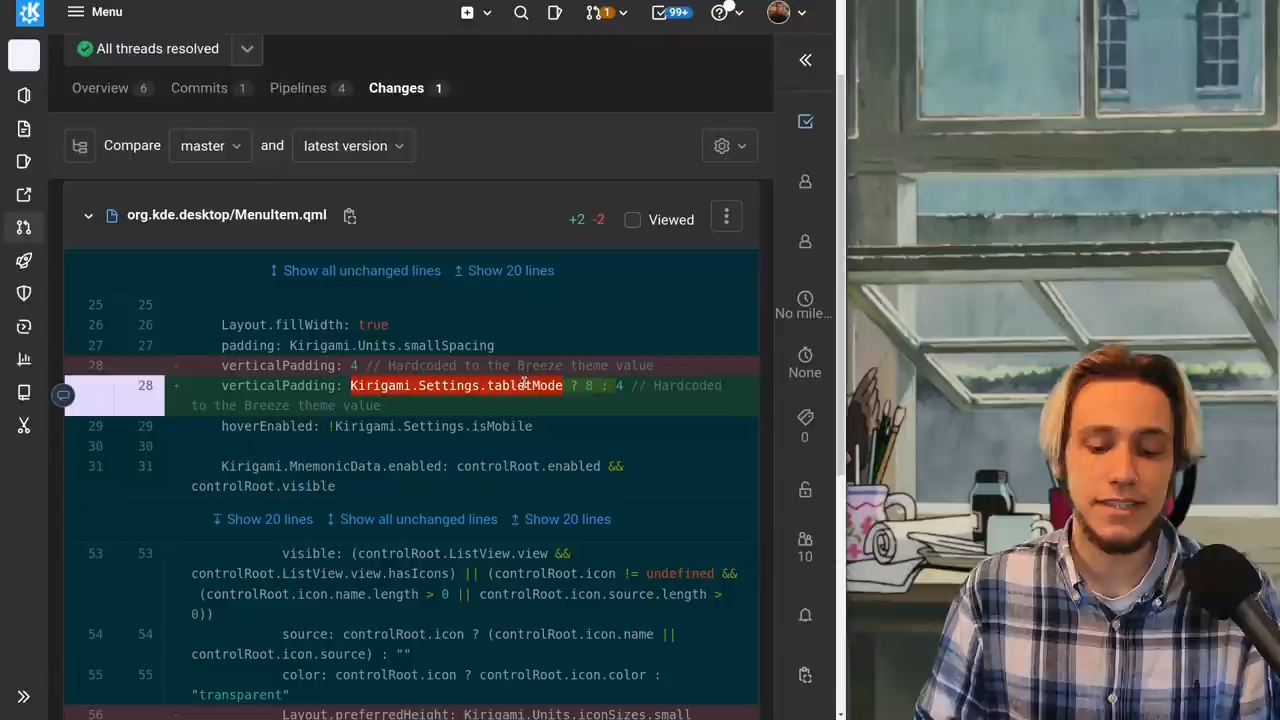 Menu
1
99+
All threads resolved
Overview 6 Commits 1 Pipelines 4 Changes 1
Compare master and latest version
org.kde.desktop/MenuItem.qml +2 -2 Viewed
Show all unchanged lines Show 20 lines
25 25
26 26 Layout.fillWidth: true
27 27 padding: Kirigami.Units.smallSpacing
28 - verticalPadding: 4 // Hardcoded to the Breeze theme value
28 + verticalPadding: Kirigami.Settings.tabletMode ? 8 : 4 // Hardcoded
to the Breeze theme value
29 29 hoverEnabled: !Kirigami.Settings.isMobile
30 30
31 31 Kirigami.MnemonicData.enabled: controlRoot.enabled &&
controlRoot.visible
Show 20 lines Show all unchanged lines Show 20 lines
53 53 visible: (controlRoot.ListView.view &&
controlRoot.ListView.view.hasIcons) || (controlRoot.icon != undefined &&
(controlRoot.icon.name.length > 0 || controlRoot.icon.source.length >
0))
54 54 source: controlRoot.icon ? (controlRoot.icon.name ||
controlRoot.icon.source) : ""
55 55 color: controlRoot.icon ? controlRoot.icon.color :
"transparent"
56 - Layout.preferredHeight: Kirigami.Units.iconSizes.small
No mile...
None
0
10